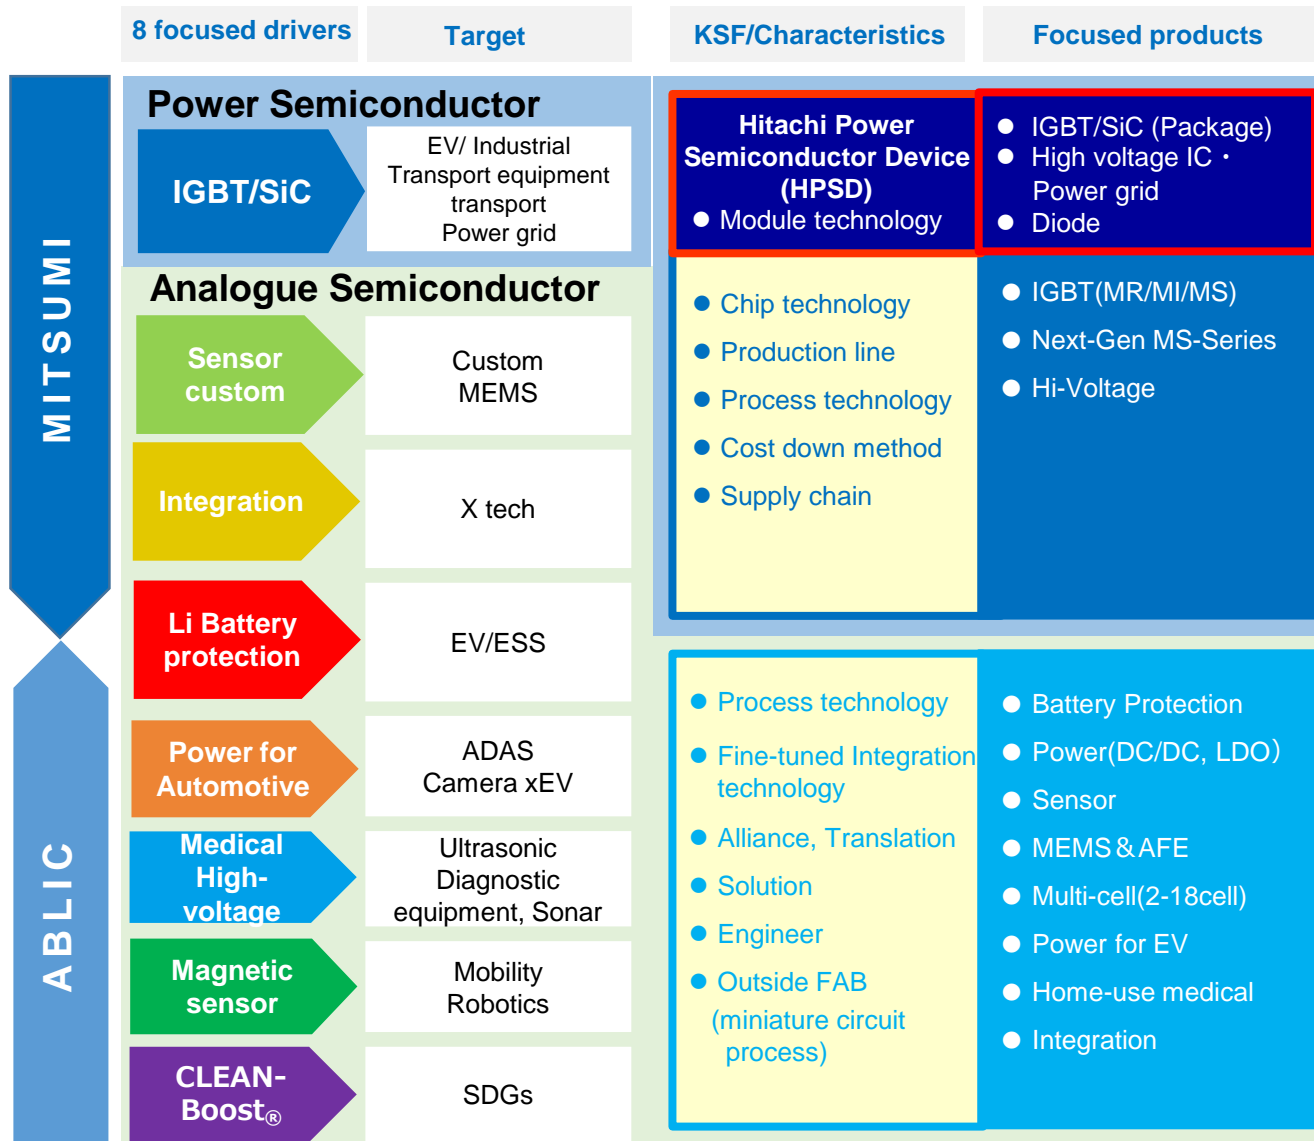 8 focused drivers
Target
KSF/Characteristics
Focused products
MITSUMI
Power Semiconductor
IGBT/SiC
EV/ Industrial
Transport equipment
transport
Power grid
Hitachi Power
Semiconductor Device
(HPSD)
● Module technology
● IGBT/SiC (Package)
● High voltage IC・
Power grid
● Diode
Analogue Semiconductor
Sensor
custom
Custom
MEMS
Integration
X tech
Li Battery
protection
EV/ESS
● Chip technology
● Production line
● Process technology
● Cost down method
● Supply chain
● IGBT(MR/MI/MS)
● Next-Gen MS-Series
● Hi-Voltage
ABLIC
Power for
Automotive
ADAS
Camera xEV
Medical
High-
voltage
Ultrasonic
Diagnostic
equipment, Sonar
Magnetic
sensor
Mobility
Robotics
CLEAN-
Boost®
SDGs
● Process technology
● Fine-tuned Integration
technology
● Alliance, Translation
● Solution
● Engineer
● Outside FAB
(miniature circuit
process)
● Battery Protection
● Power(DC/DC, LDO）
● Sensor
● MEMS＆AFE
● Multi-cell(2-18cell)
● Power for EV
● Home-use medical
● Integration